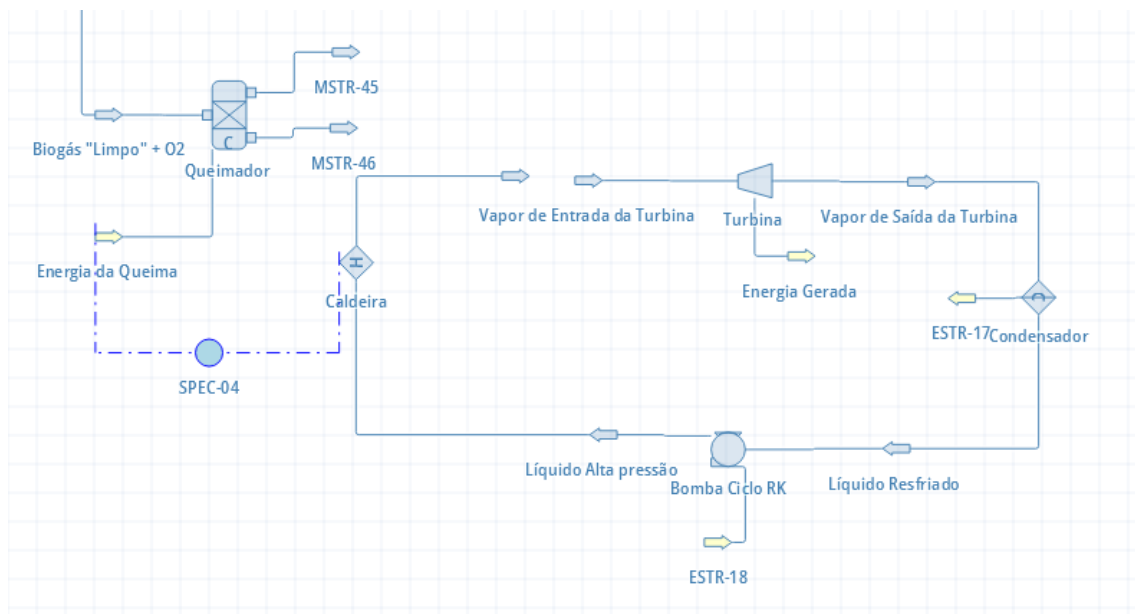 MSTR-45
Biogás "Limpo" + O2
C
Queimador
MSTR-46
Vapor de Entrada da Turbina
Turbina
Vapor de Saída da Turbina
Energia da Queima
H
Caldeira
Energia Gerada
C
ESTR-17
Condensador
SPEC-04
Líquido Alta pressão
Bomba Ciclo RK
Líquido Resfriado
ESTR-18